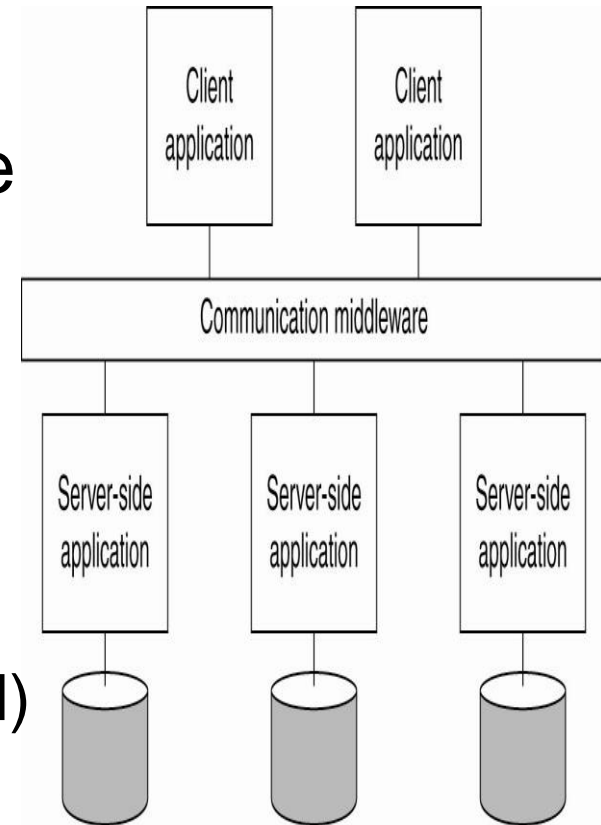 Client
application
Client
application
e
Communication middleware
Server-side
application
Server-side
application
Server-side
application
l)